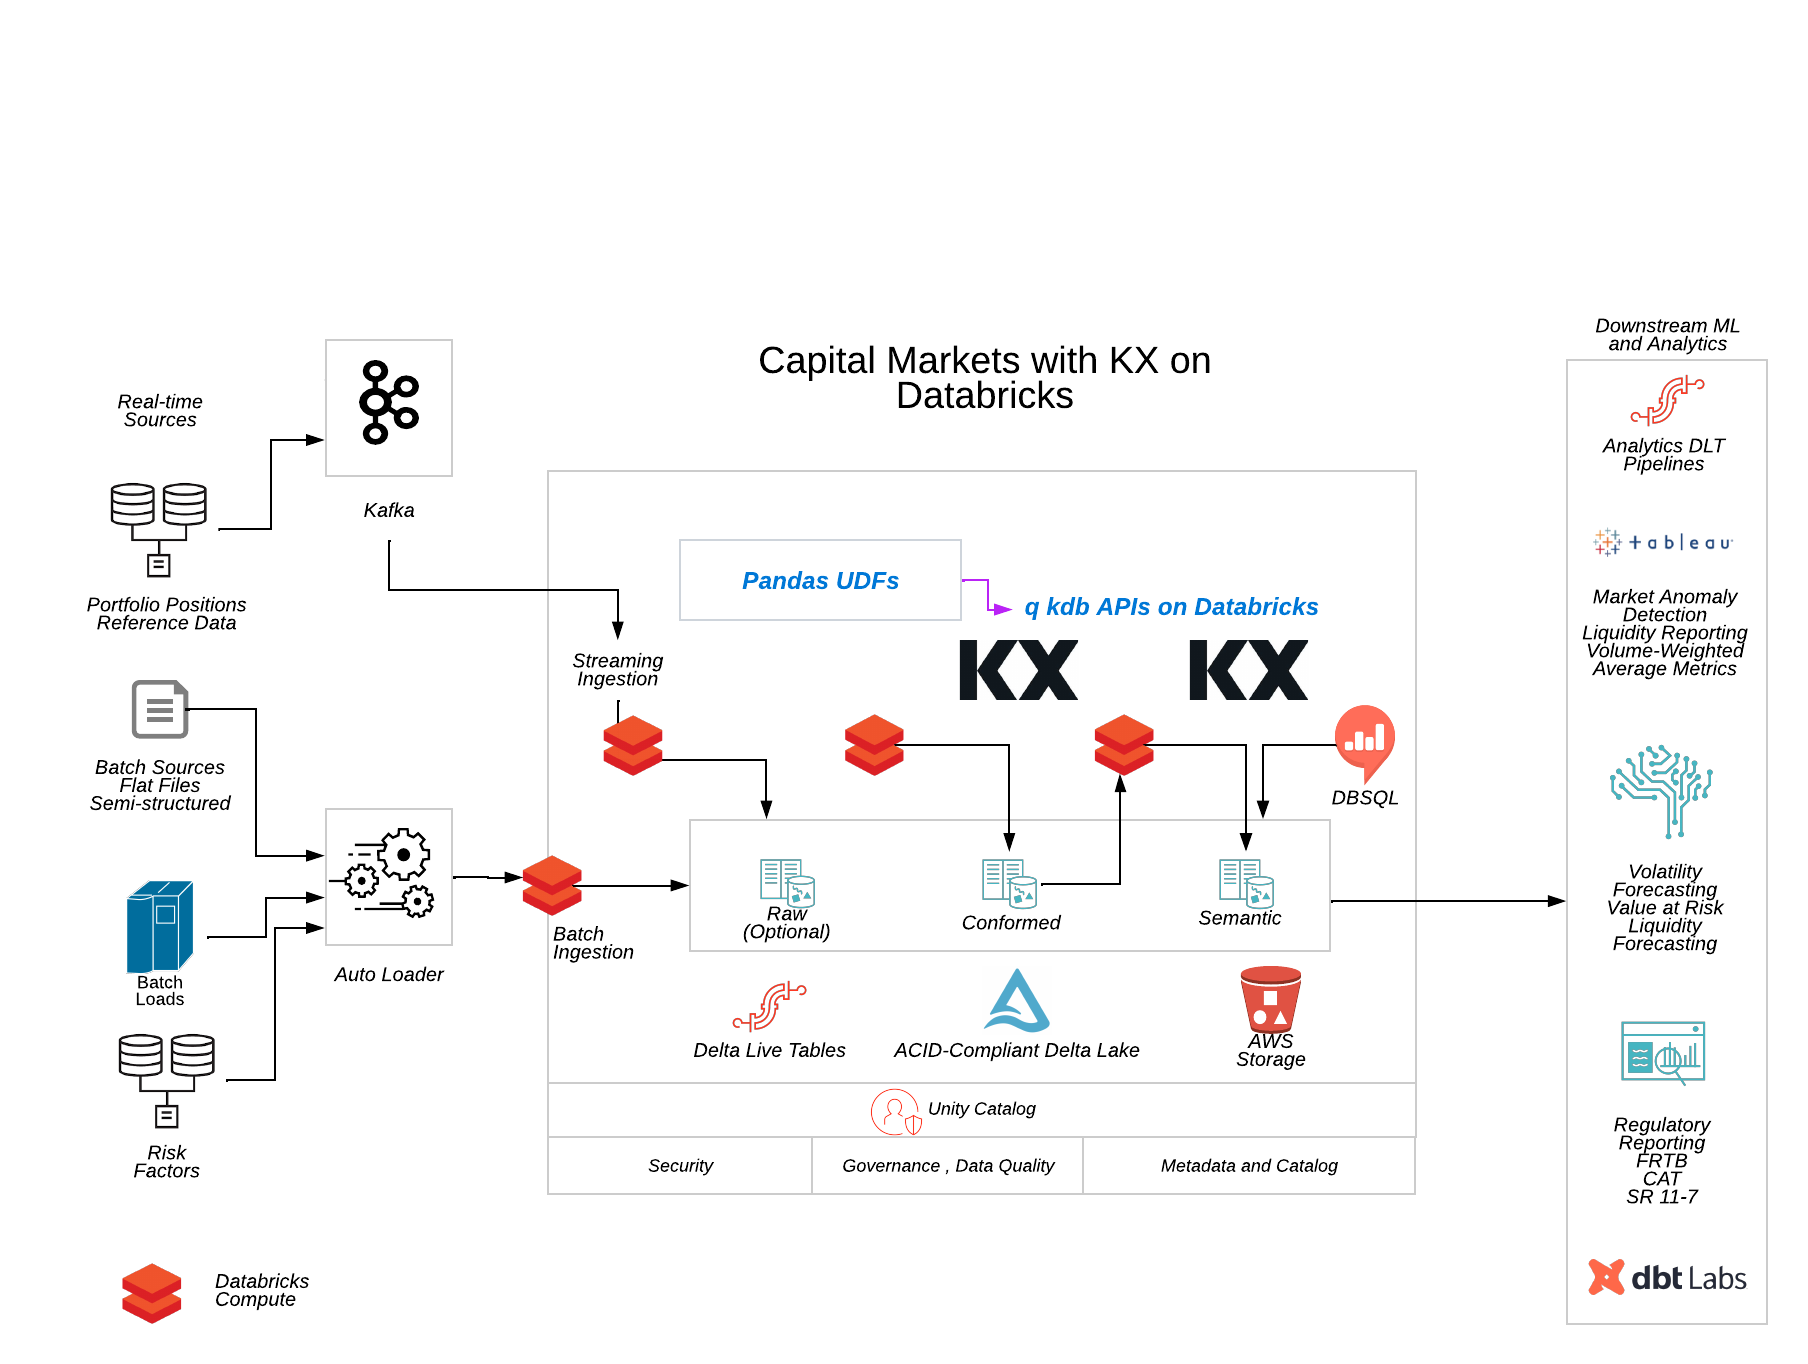 Capital Markets with KX on
Databricks
Real-time
Sources
Portfolio Positions
Reference Data
Batch Sources
Flat Files
Semi-structured
Batch
Loads
Risk
Factors
Databricks
Compute
Kafka
Auto Loader
Streaming
Ingestion
Batch
Ingestion
Pandas UDFs
q kdb APIs on Databricks
KX
KX
DBSQL
Raw
(Optional)
Conformed
Semantic
Delta Live Tables
ACID-Compliant Delta Lake
AWS
Storage
Unity Catalog
Security
Governance , Data Quality
Metadata and Catalog
Downstream ML
and Analytics
Analytics DLT
Pipelines
tableau
Market Anomaly
Detection
Liquidity Reporting
Volume-Weighted
Average Metrics
Volatility
Forecasting
Value at Risk
Liquidity
Forecasting
Regulatory
Reporting
FRTB
CAT
SR 11-7
dbt Labs